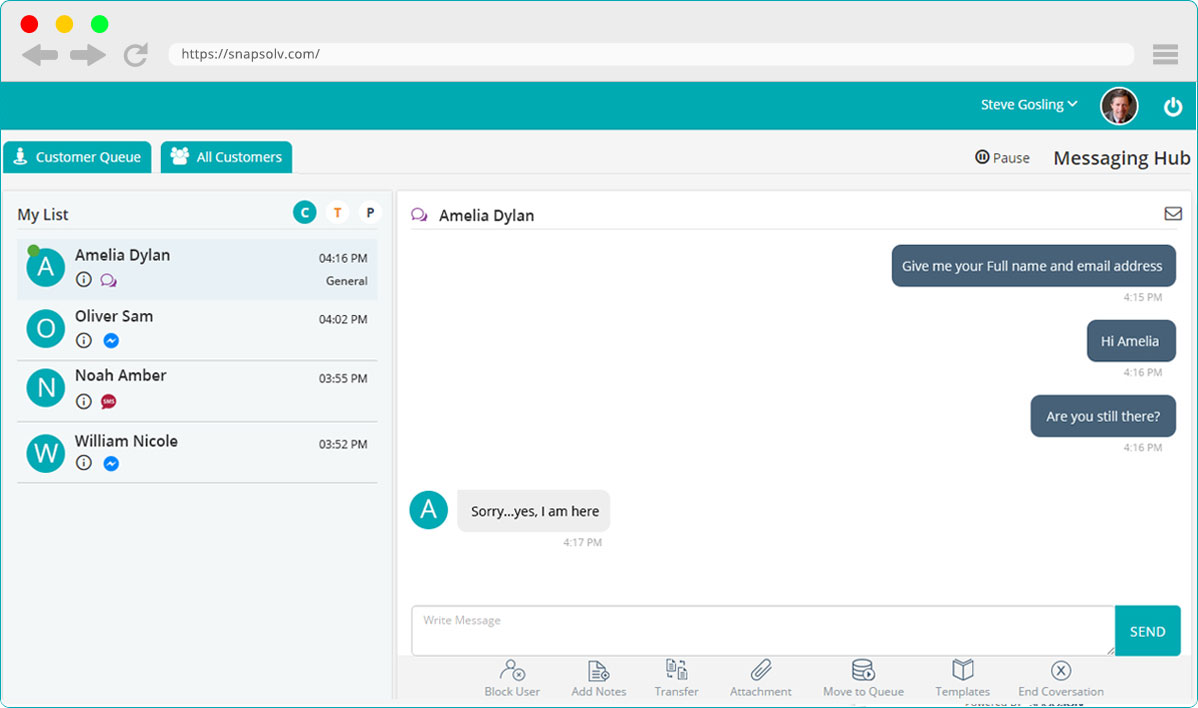 https://snapsolv.com/
Steve Gosling
Customer Queue
All Customers
Pause
Messaging Hub
My List
C
T
P
A
Amelia Dylan
04:16 PM
General
O
Oliver Sam
04:02 PM
N
Noah Amber
03:55 PM
SMS
W
William Nicole
03:52 PM
Amelia Dylan
Give me your Full name and email address
4:15 PM
Hi Amelia
4:16 PM
Are you still there?
4:16 PM
A
Sorry...yes, I am here
4:17 PM
Write Message
SEND
Block User
Add Notes
Transfer
Attachment
Move to Queue
Templates
End Coversation